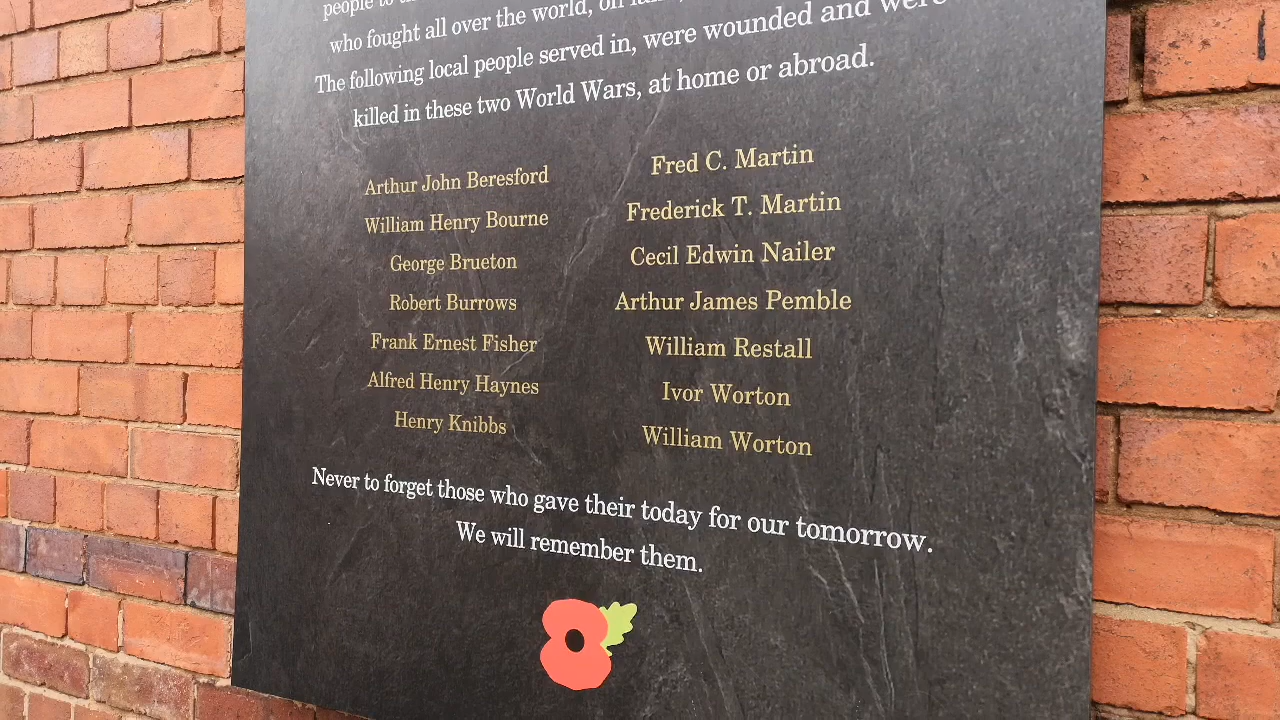 people to
who fought all over the world, on
The following local people served in, were wounded and were
killed in these two World Wars, at home or abroad.
Arthur John Beresford
William Henry Bourne
George Brueton
Robert Burrows
Frank Ernest Fisher
Alfred Henry Haynes
Henry Knibbs
Fred C. Martin
Frederick T. Martin
Cecil Edwin Nailer
Arthur James Pemble
William Restall
Ivor Worton
William Worton
Never to forget those who gave their today for our tomorrow.
We will remember them.